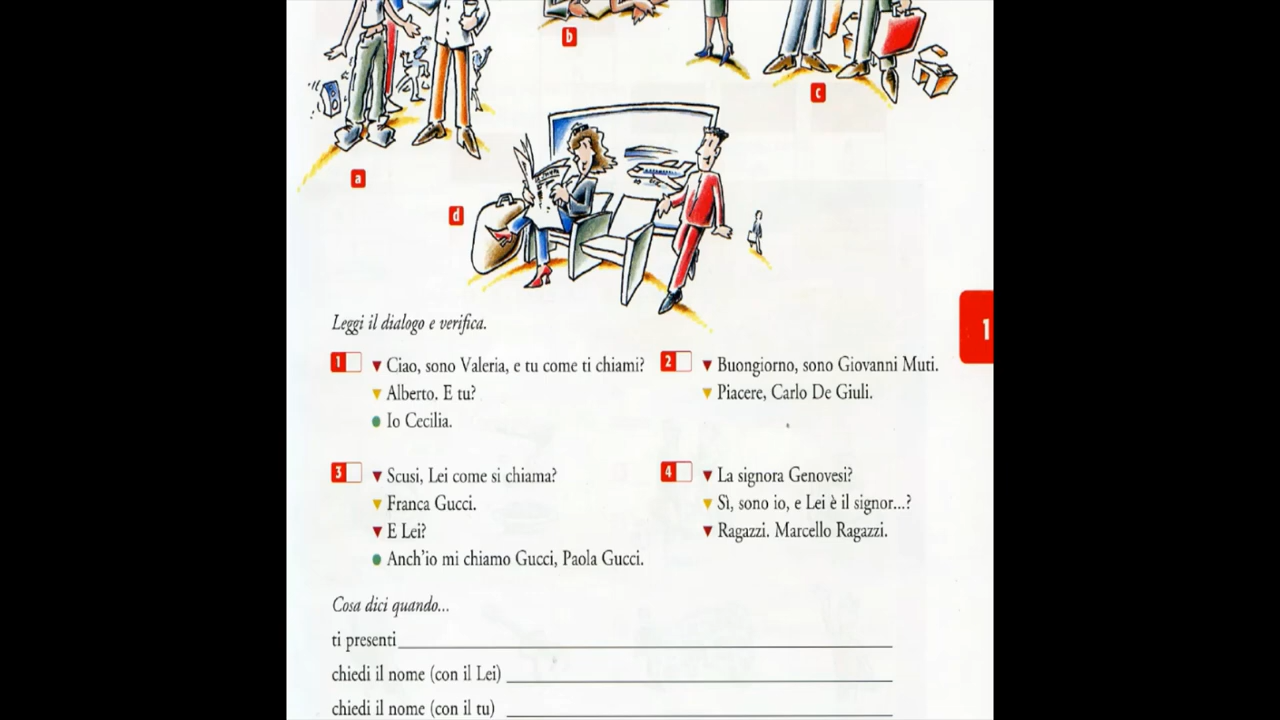 b
c
a
d
Leggi il dialogo e verifica.
1
1 ▼ Ciao, sono Valeria, e tu come ti chiami?
▼ Alberto. E tu?
● Io Cecilia.
2 ▼ Buongiorno, sono Giovanni Muti.
▼ Piacere, Carlo De Giuli.
3 ▼ Scusi, Lei come si chiama?
▼ Franca Gucci.
▼ E Lei?
● Anch'io mi chiamo Gucci, Paola Gucci.
4 ▼ La signora Genovesi?
▼ Sì, sono io, e Lei è il signor...?
▼ Ragazzi. Marcello Ragazzi.
Cosa dici quando...
ti presenti
chiedi il nome (con il Lei)
chiedi il nome (con il tu)